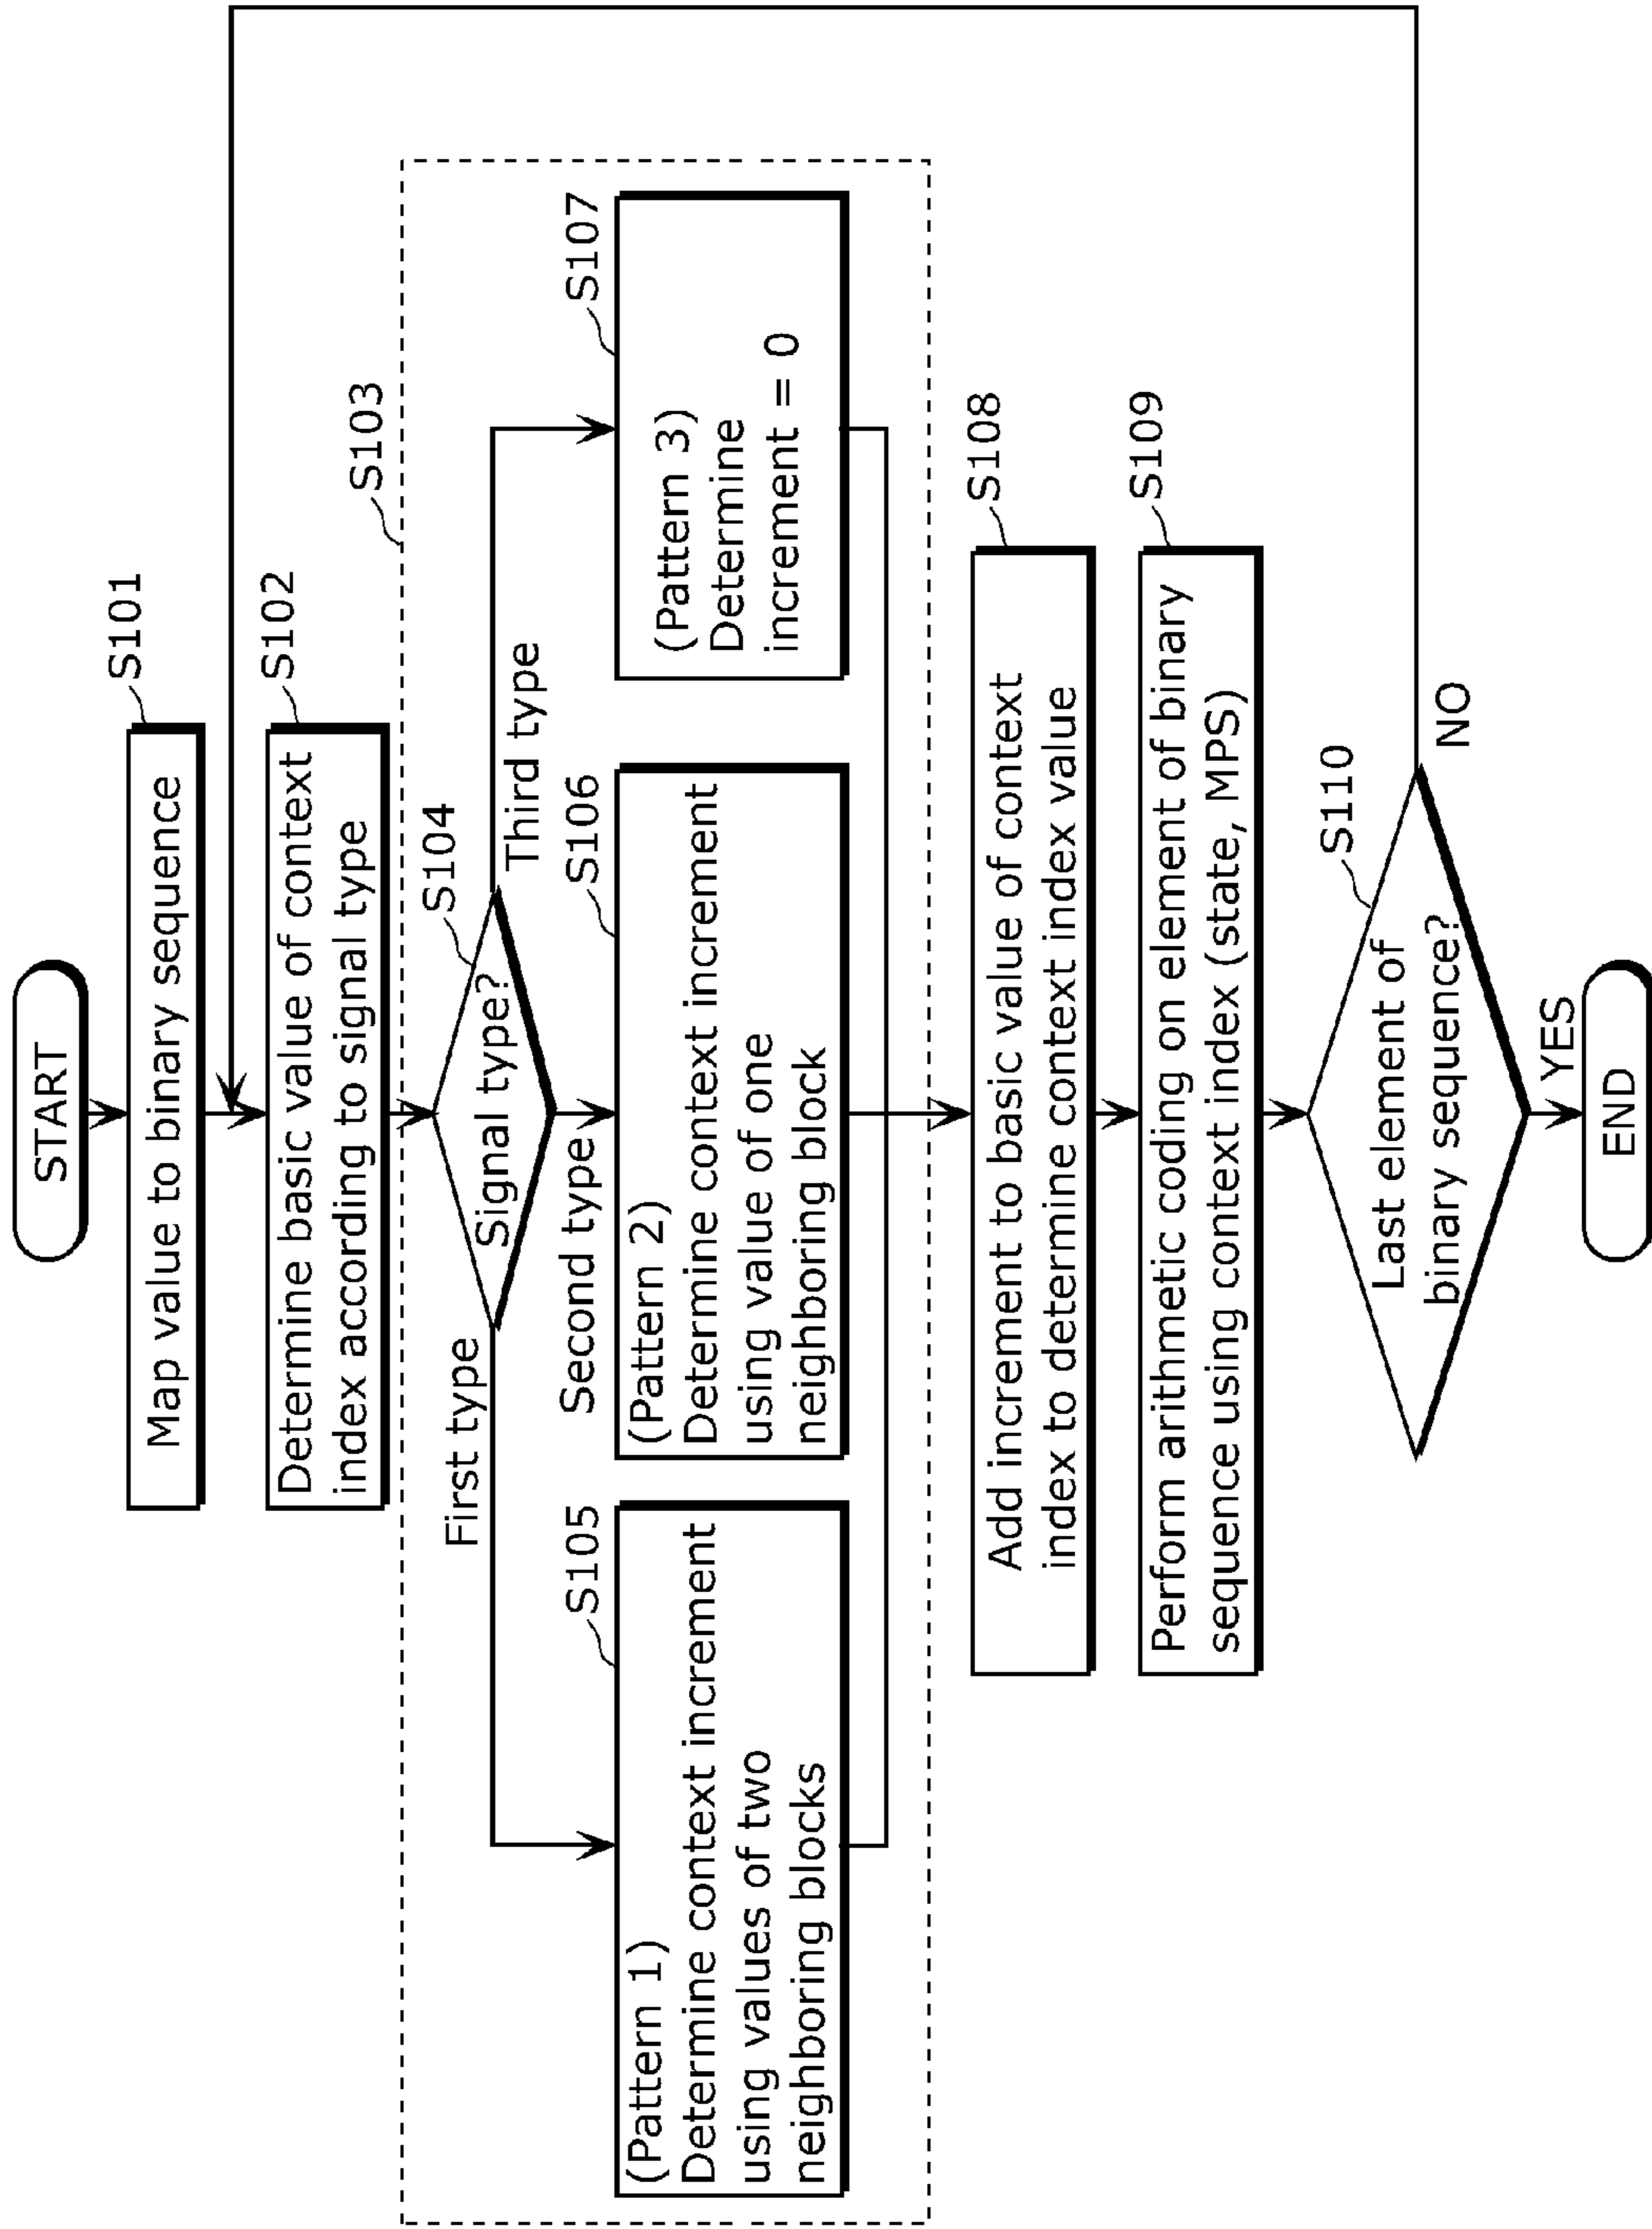 START
S101
Map value to binary sequence
S102
Determine basic value of context
index according to signal type
S103
S104
Signal type?
First type
Second type
Third type
S105
(Pattern 1)
Determine context increment
using values of two
neighboring blocks
S106
(Pattern 2)
Determine context increment
using value of one
neighboring block
S107
(Pattern 3)
Determine
increment = 0
S108
Add increment to basic value of context
index to determine context index value
S109
Perform arithmetic coding on element of binary
sequence using context index (state, MPS)
S110
Last element of
binary sequence?
NO
YES
END